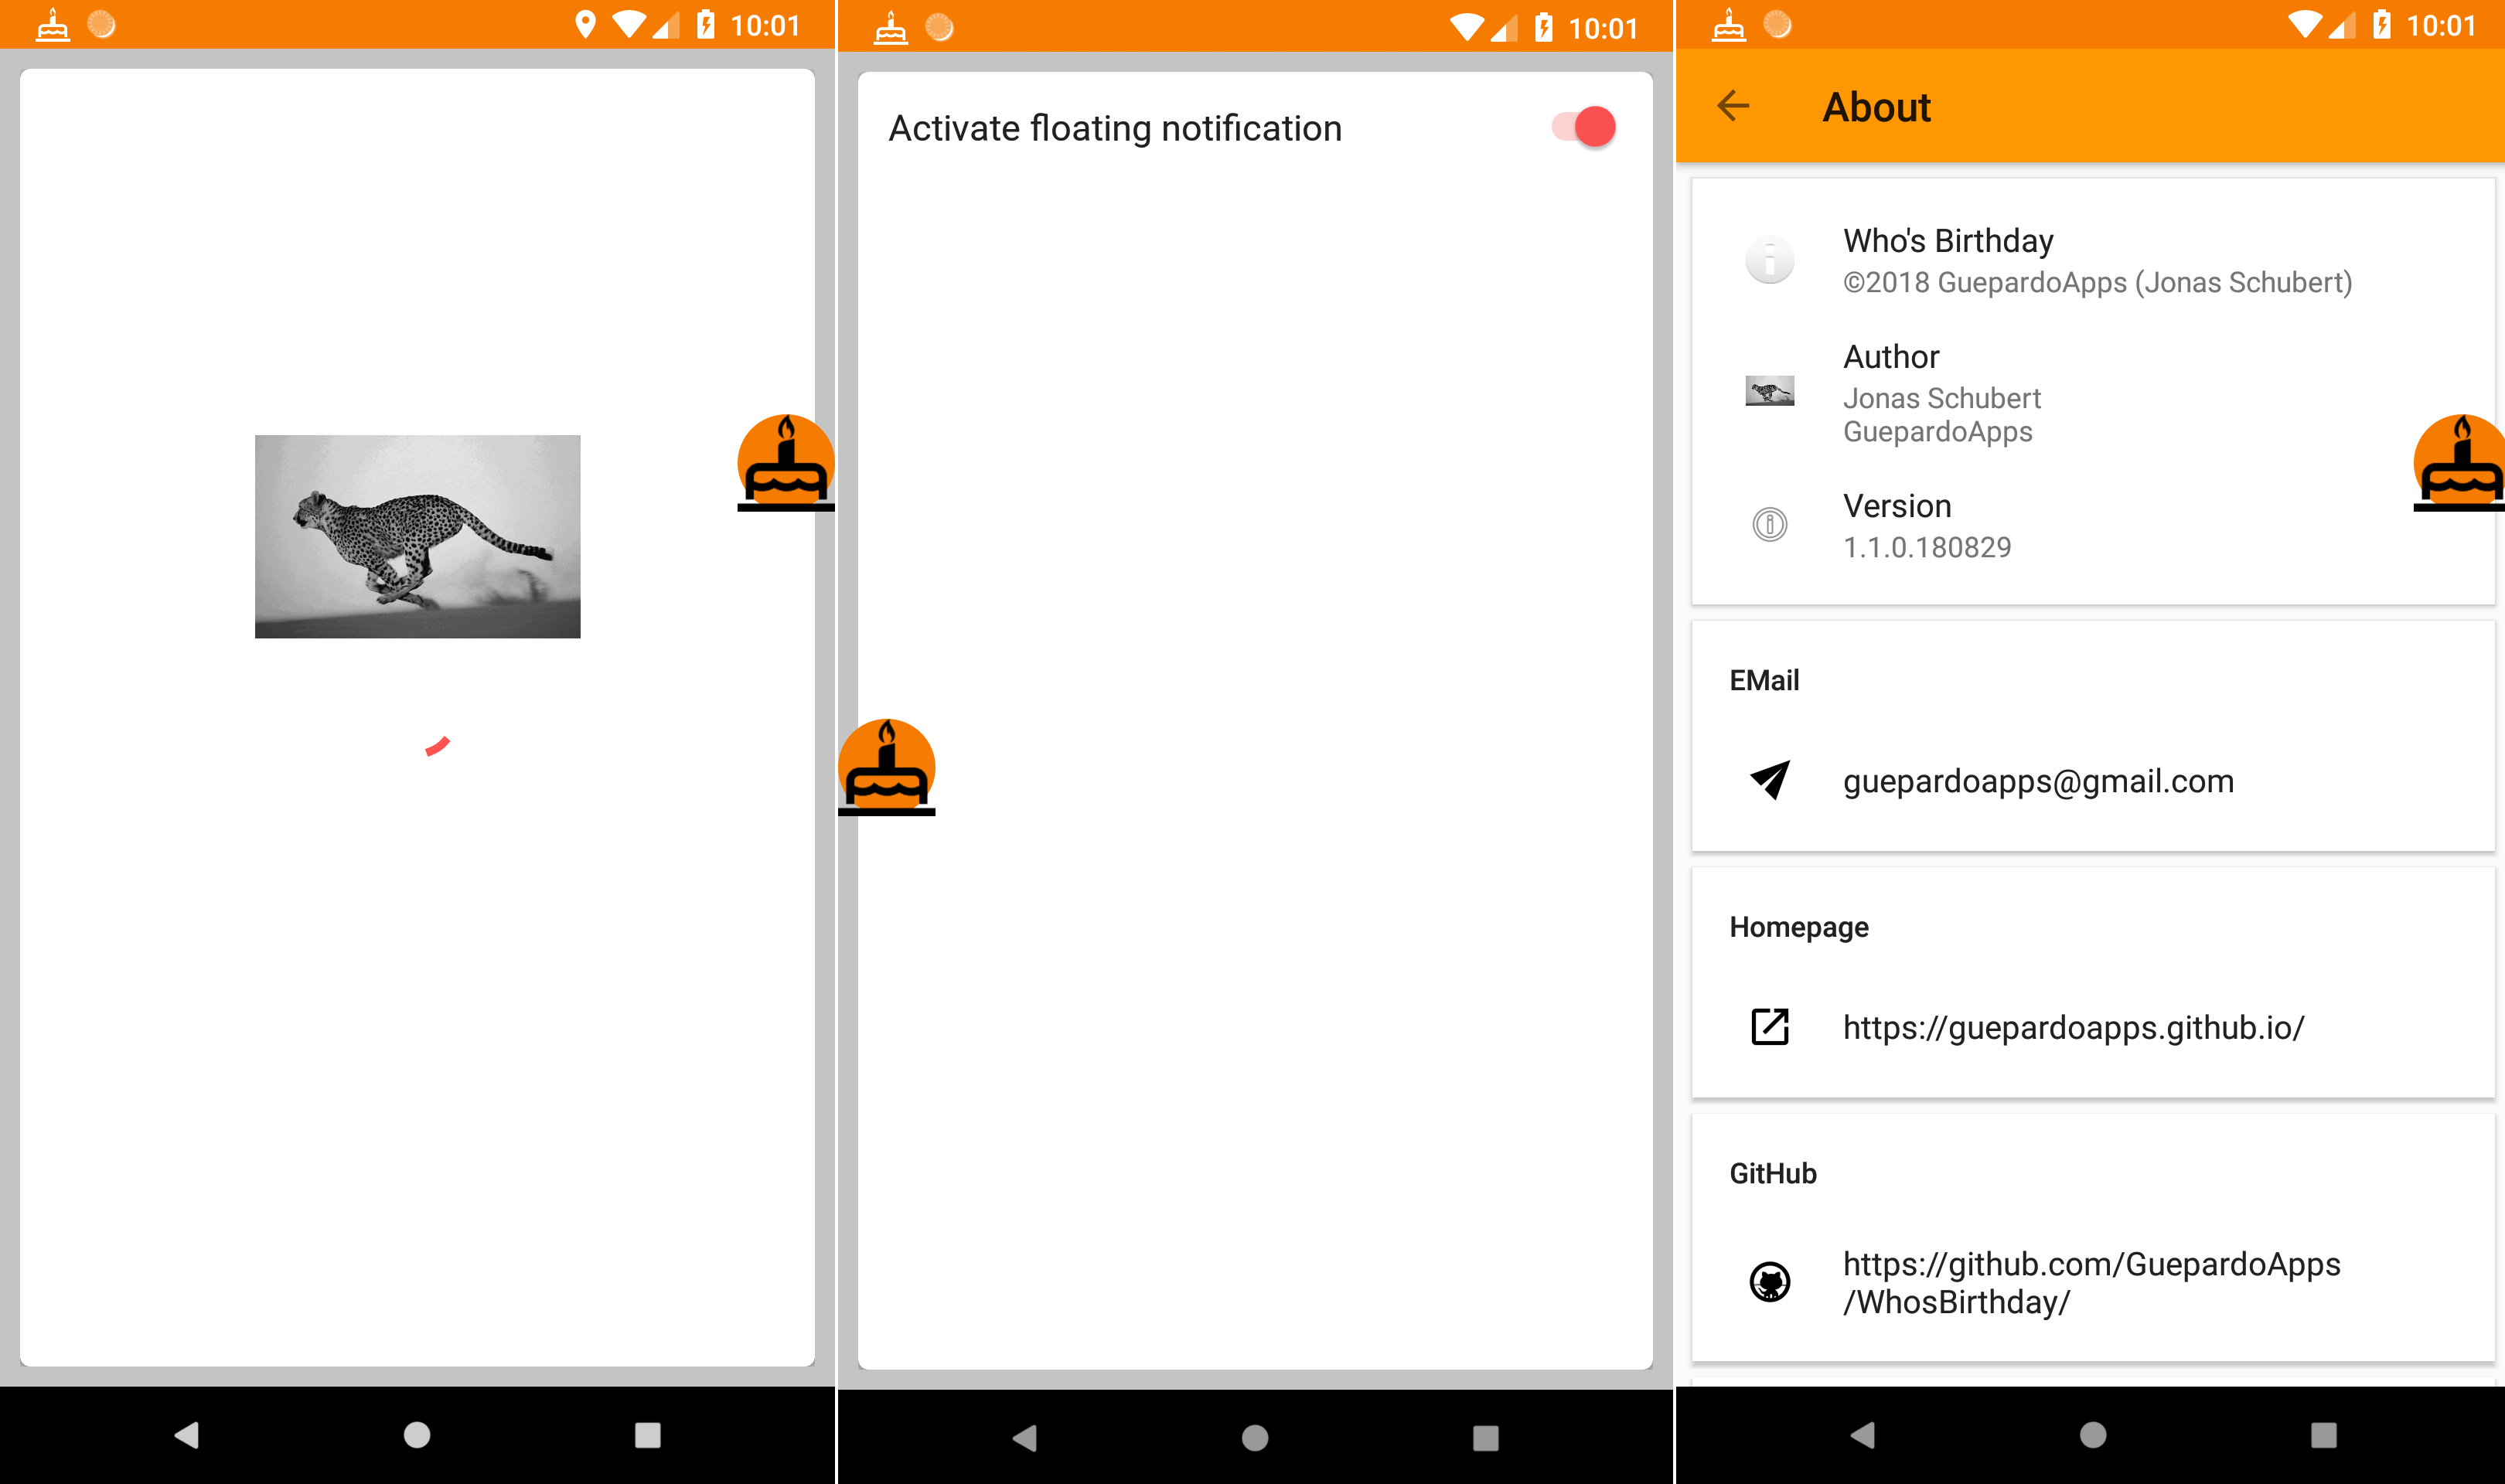 10:01
10:01
Activate floating notification
10:01
About
Who's Birthday
©2018 GuepardoApps (Jonas Schubert)
Author
Jonas Schubert
GuepardoApps
Version
1.1.0.180829
EMail
guepardoapps@gmail.com
Homepage
https://guepardoapps.github.io/
GitHub
https://github.com/GuepardoApps
/WhosBirthday/